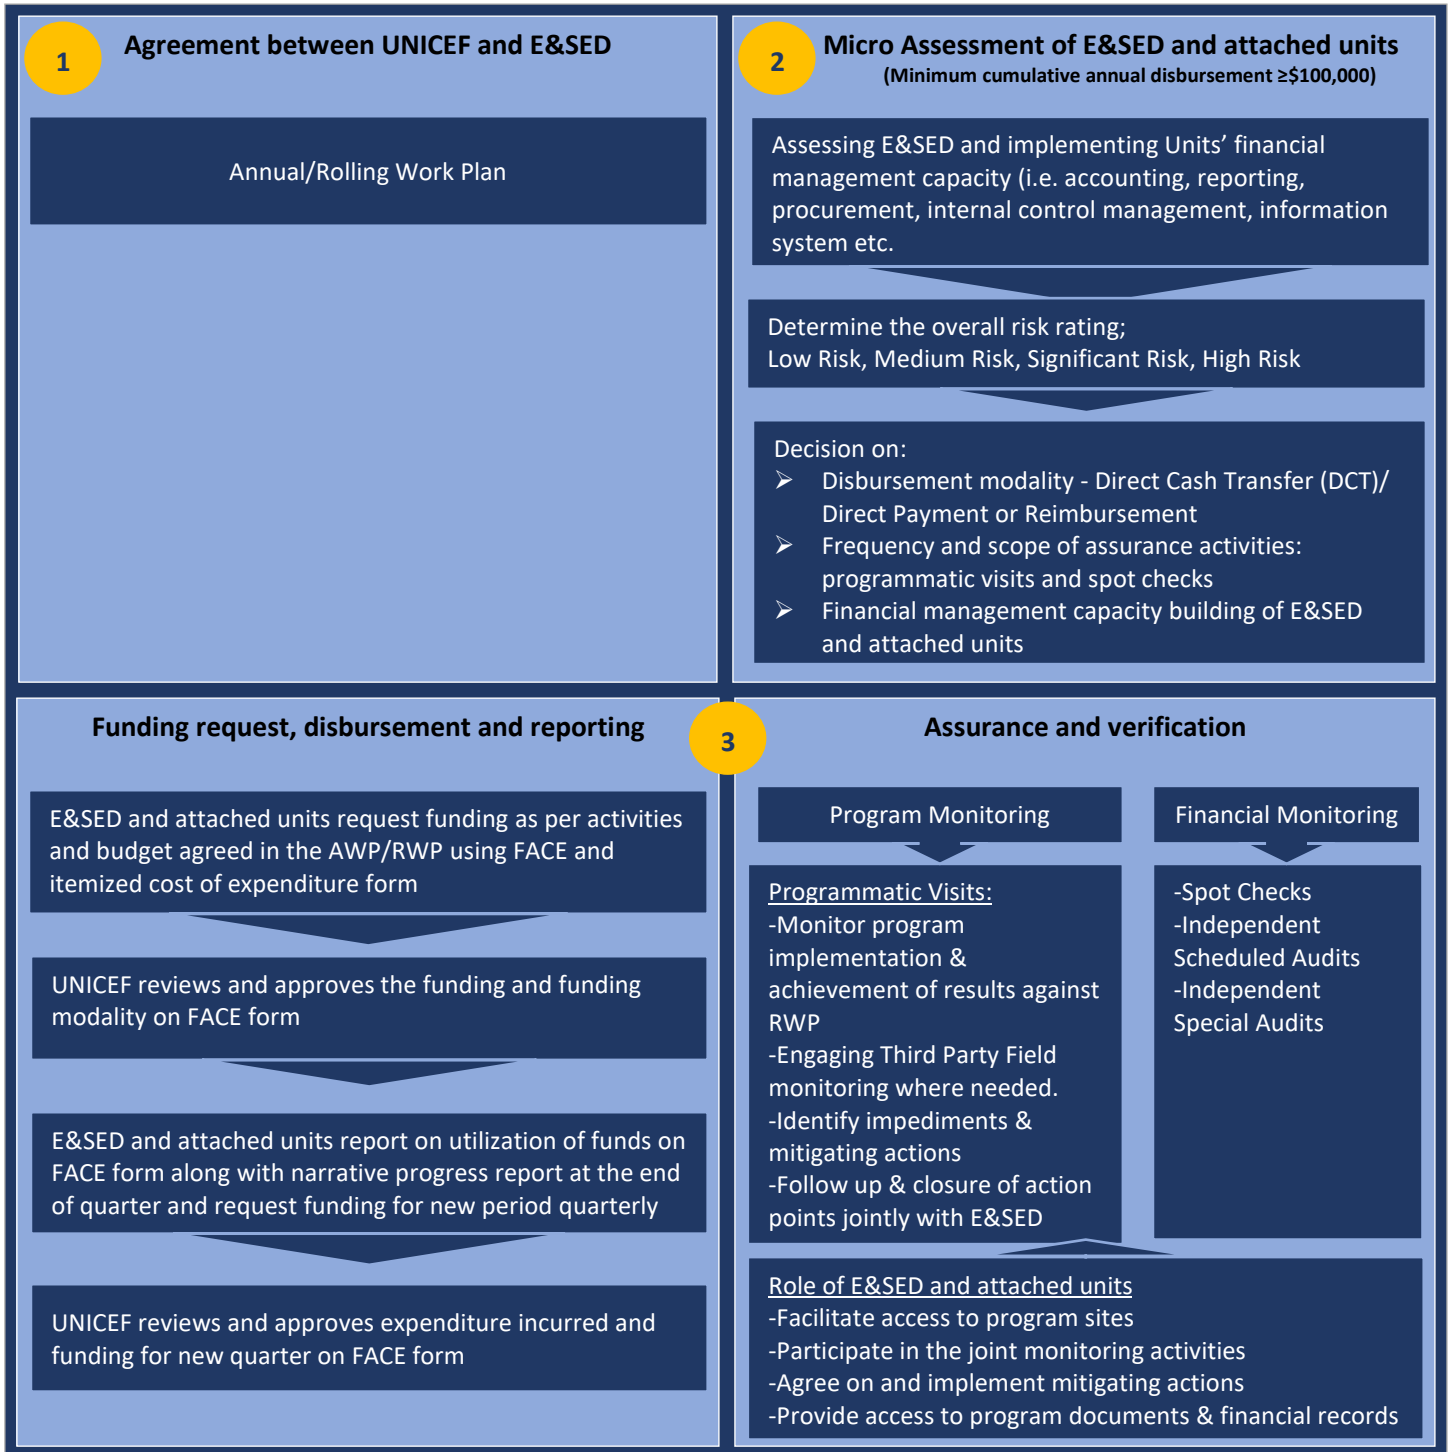 1
Agreement between UNICEF and E&SED
Annual/Rolling Work Plan
2
Micro Assessment of E&SED and attached units
(Minimum cumulative annual disbursement ≥$100,000)
Assessing E&SED and implementing Units’ financial
management capacity (i.e. accounting, reporting,
procurement, internal control management, information
system etc.
Determine the overall risk rating;
Low Risk, Medium Risk, Significant Risk, High Risk
Decision on:
➢ Disbursement modality - Direct Cash Transfer (DCT)/
Direct Payment or Reimbursement
➢ Frequency and scope of assurance activities:
programmatic visits and spot checks
➢ Financial management capacity building of E&SED
and attached units
3
Funding request, disbursement and reporting
E&SED and attached units request funding as per activities
and budget agreed in the AWP/RWP using FACE and
itemized cost of expenditure form
UNICEF reviews and approves the funding and funding
modality on FACE form
E&SED and attached units report on utilization of funds on
FACE form along with narrative progress report at the end
of quarter and request funding for new period quarterly
UNICEF reviews and approves expenditure incurred and
funding for new quarter on FACE form
Assurance and verification
Program Monitoring
Programmatic Visits:
-Monitor program
implementation &
achievement of results against
RWP
-Engaging Third Party Field
monitoring where needed.
-Identify impediments &
mitigating actions
-Follow up & closure of action
points jointly with E&SED
Financial Monitoring
-Spot Checks
-Independent
Scheduled Audits
-Independent
Special Audits
Role of E&SED and attached units
-Facilitate access to program sites
-Participate in the joint monitoring activities
-Agree on and implement mitigating actions
-Provide access to program documents & financial records